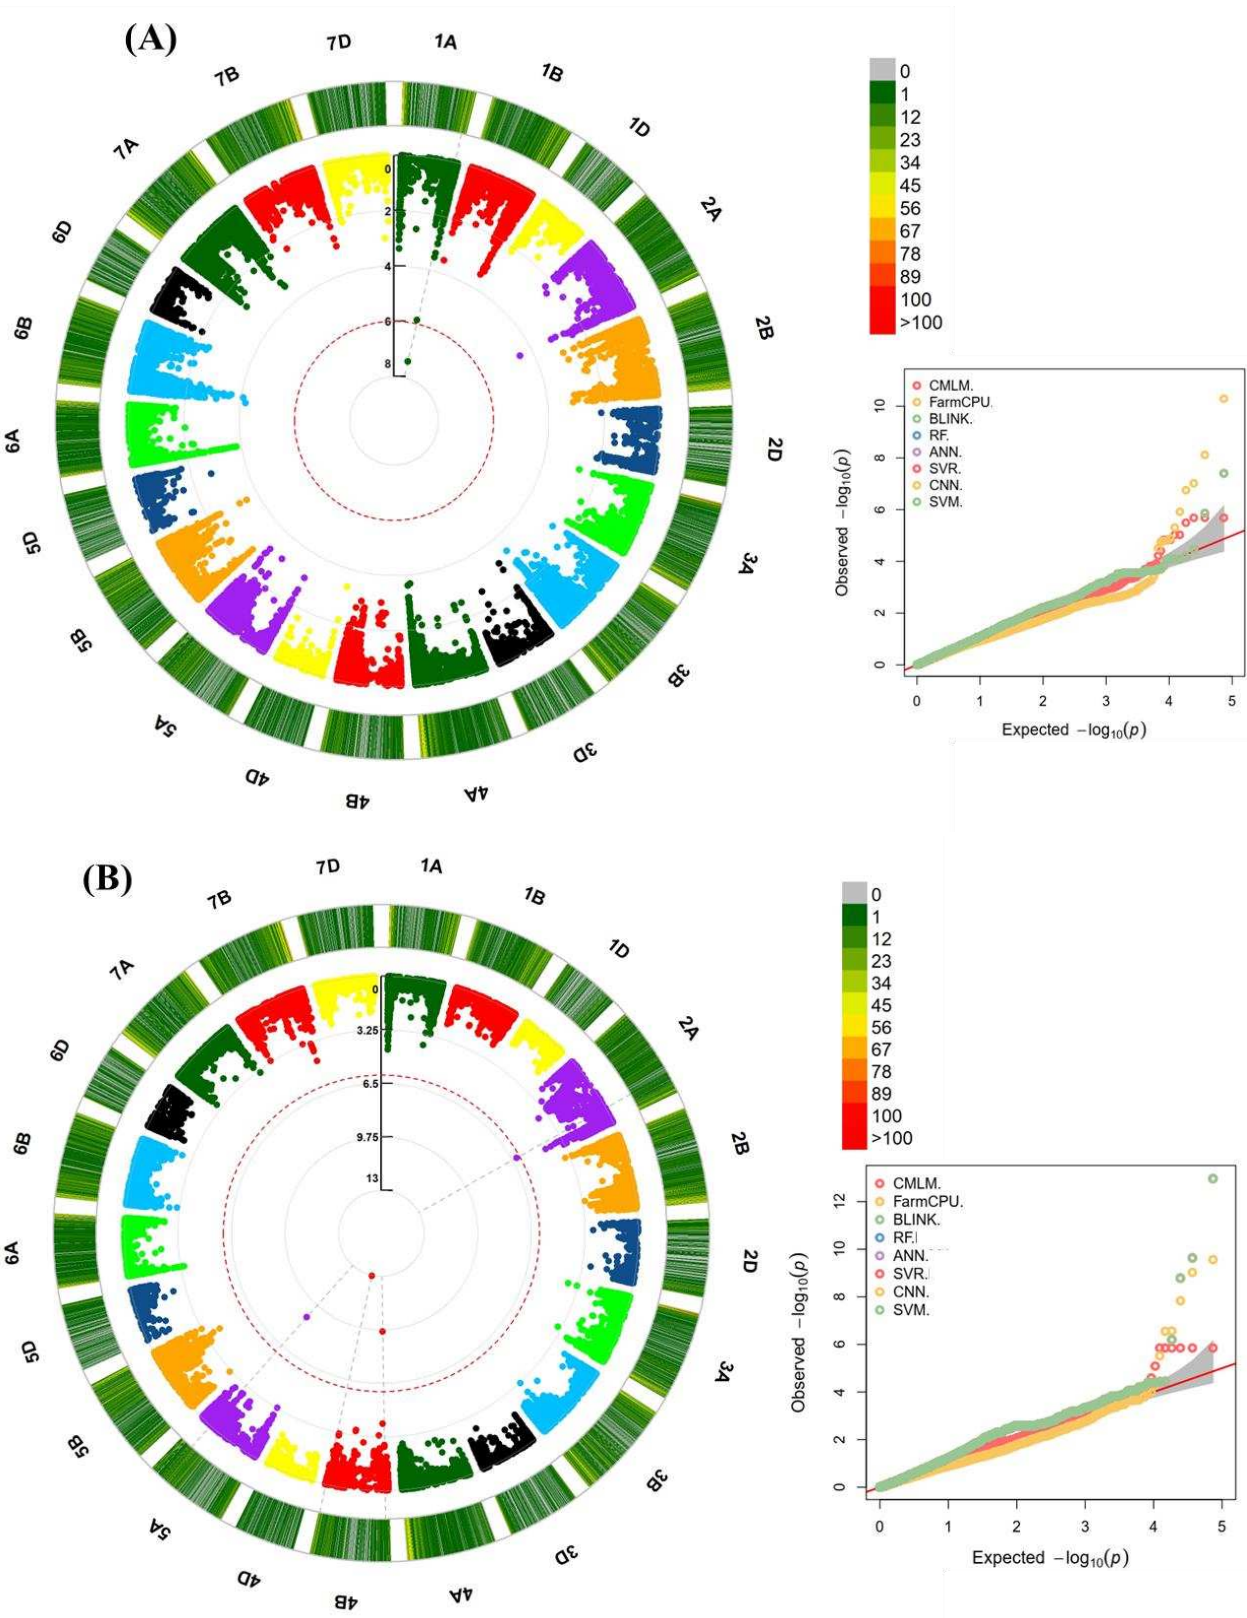 (A)
7D
1A
7B
1B
1D
7A
2A
6D
2B
6B
2D
6A
3A
5D
3B
5B
3D
5A
4A
4D
4B
0
2
4
6
8
0
1
12
23
34
45
56
67
78
89
100
>100
CMLM.
FarmCPU.
BLINK.
RF.
ANN.
SVR.
CNN.
SVM.
Observed −log10(p)
10
8
6
4
2
0
0 1 2 3 4 5
Expected −log10(p)
(B)
7D
1A
7B
1B
1D
7A
2A
6D
2B
6B
2D
6A
3A
5D
3B
5B
3D
5A
4A
4D
4B
0
3.25
6.5
9.75
13
0
1
12
23
34
45
56
67
78
89
100
>100
CMLM.
FarmCPU.
BLINK.
RF.
ANN.
SVR.
CNN.
SVM.
Observed −log10(p)
12
10
8
6
4
2
0
0 1 2 3 4 5
Expected −log10(p)